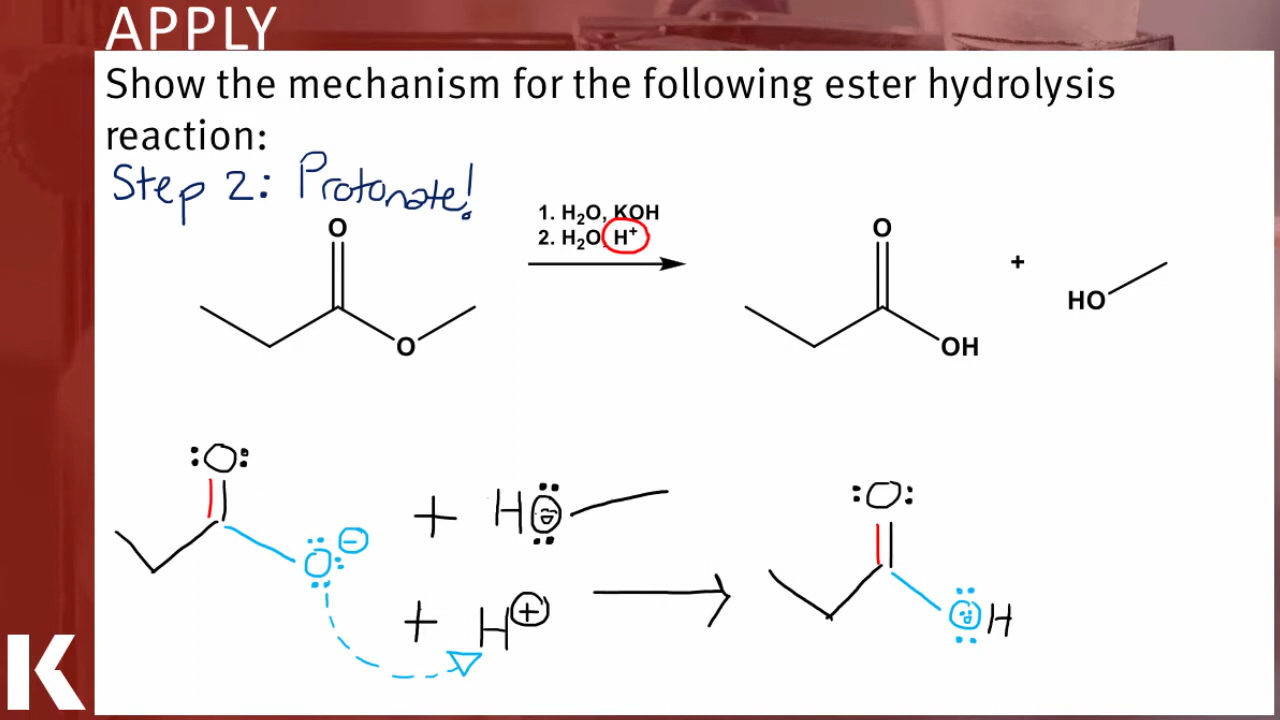 APPLY
Show the mechanism for the following ester hydrolysis
reaction:
Step 2: Protonate!
1. H₂O, KOH
2. H₂O, H⁺
O
O
+
HO
O
OH
:O:
:O:
+ HO
O ⊖
+ H⊕
OH
K